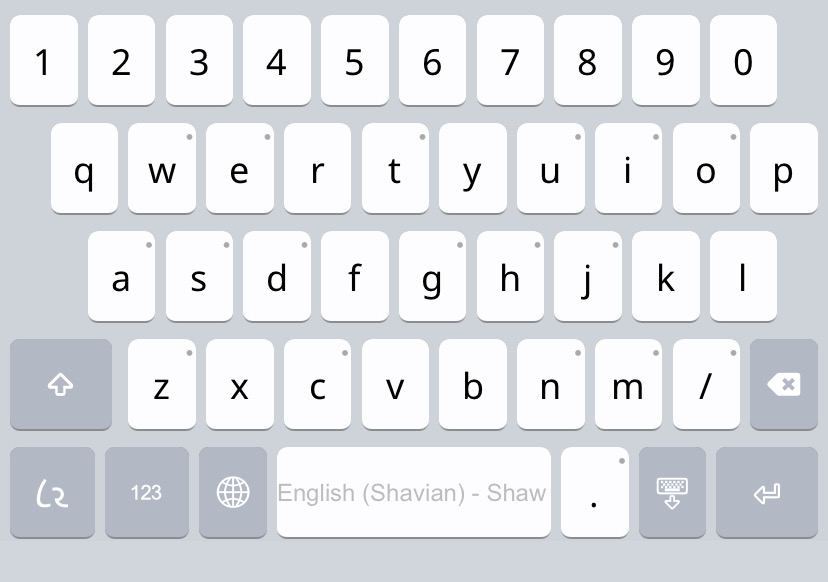 1 2 3 4 5 6 7 8 9 0
q w e r t y u i o p
a s d f g h j k l
z x c v b n m /
123 English (Shavian) - Shaw .